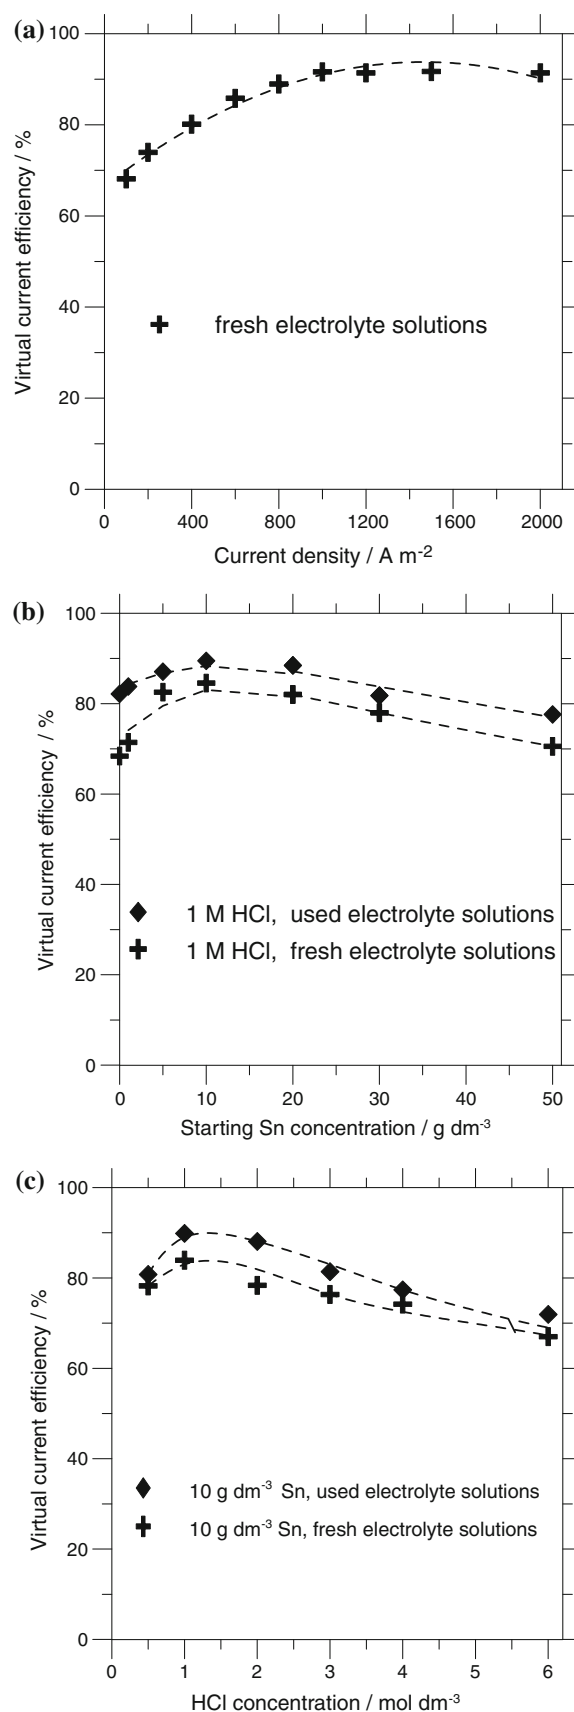 (a)
100
80
60
40
20
0
Virtual current efficiency / %
fresh electrolyte solutions
0 400 800 1200 1600 2000
Current density / A m-2
(b)
100
80
60
40
20
0
Virtual current efficiency / %
1 M HCl, used electrolyte solutions
1 M HCl, fresh electrolyte solutions
0 10 20 30 40 50
Starting Sn concentration / g dm-3
(c)
100
80
60
40
20
0
Virtual current efficiency / %
10 g dm-3 Sn, used electrolyte solutions
10 g dm-3 Sn, fresh electrolyte solutions
0 1 2 3 4 5 6
HCl concentration / mol dm-3